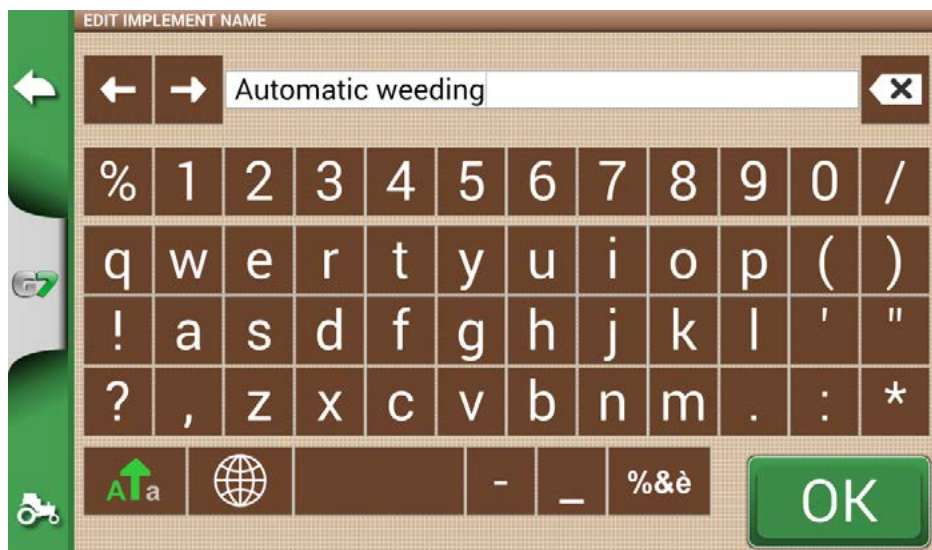 EDIT IMPLEMENT NAME
Automatic weeding
% 1 2 3 4 5 6 7 8 9 0 /
q w e r t y u i o p ( )
G7
! a s d f g h j k l ' "
? , z x c v b n m . : *
A a - _ %&è
OK